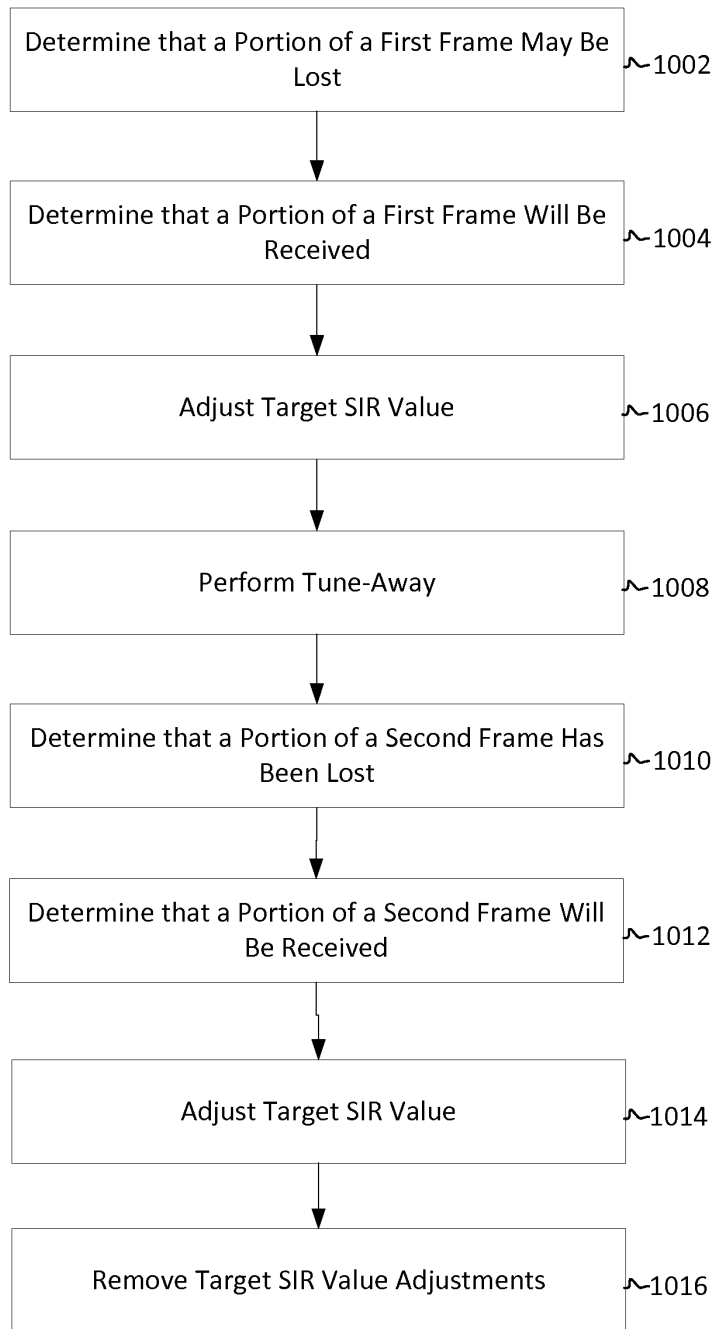 Determine that a Portion of a First Frame May Be
Lost
1002
Determine that a Portion of a First Frame Will Be
Received
1004
Adjust Target SIR Value
1006
Perform Tune-Away
1008
Determine that a Portion of a Second Frame Has
Been Lost
1010
Determine that a Portion of a Second Frame Will
Be Received
1012
Adjust Target SIR Value
1014
Remove Target SIR Value Adjustments
1016